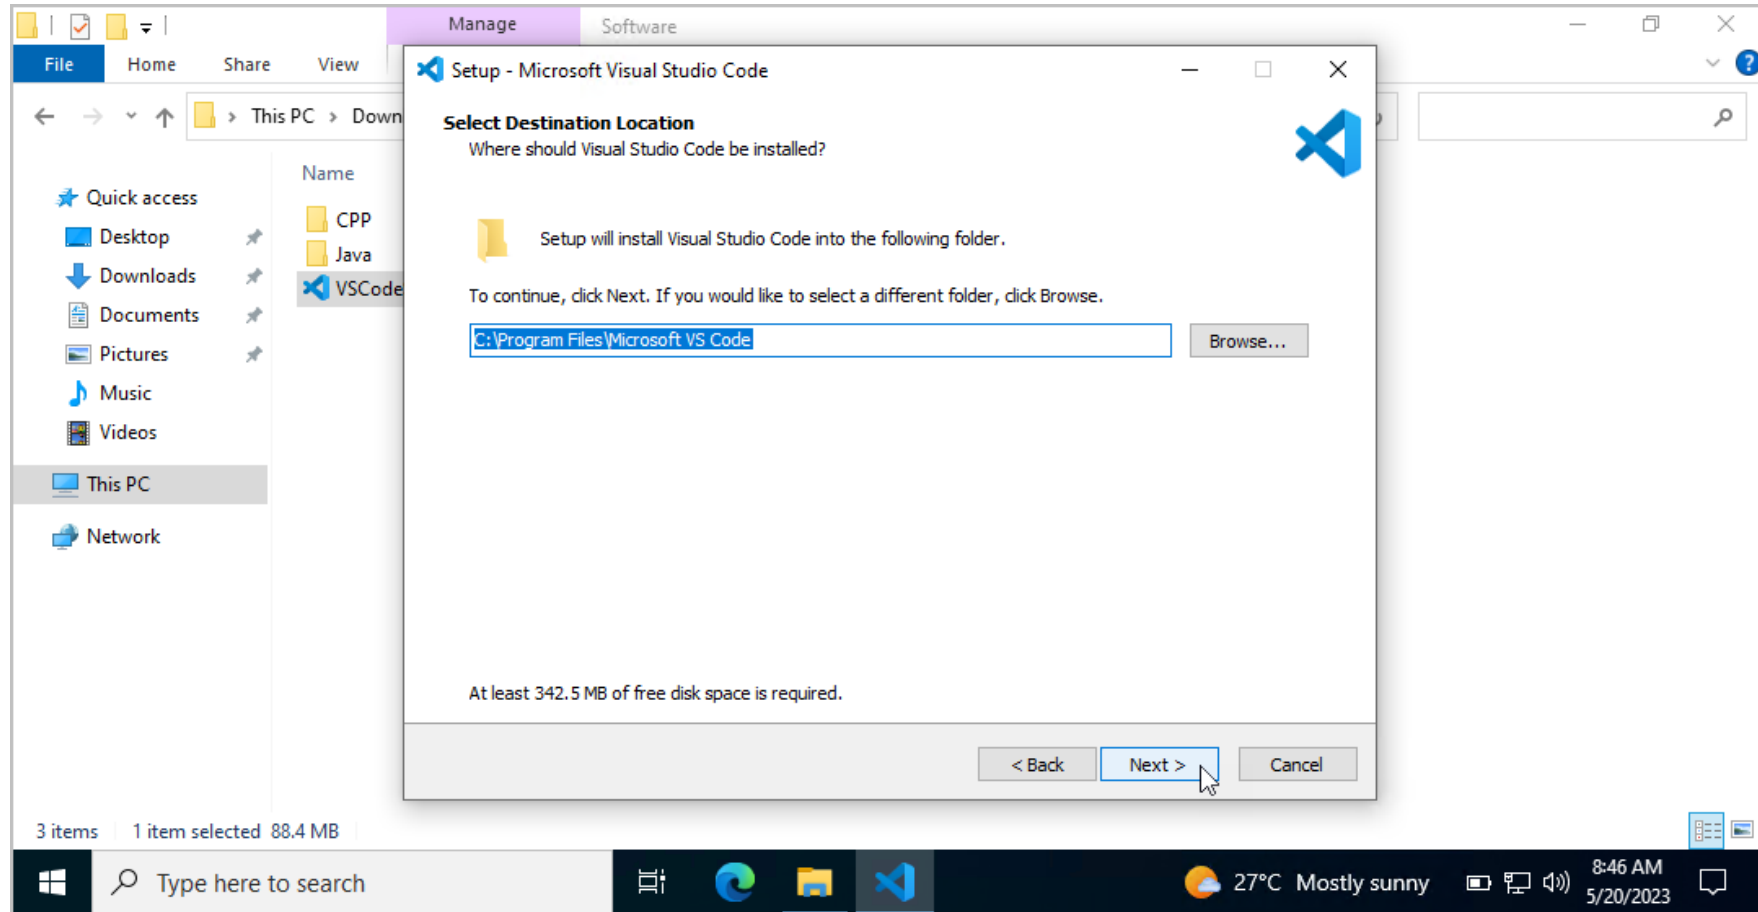 Manage
Software
File
Home
Share
View
?
This PC
Down
Name
Quick access
Desktop
Downloads
Documents
Pictures
Music
Videos
This PC
Network
CPP
Java
VSCode
Setup - Microsoft Visual Studio Code
Select Destination Location
Where should Visual Studio Code be installed?
Setup will install Visual Studio Code into the following folder.
To continue, click Next. If you would like to select a different folder, click Browse.
C:\Program Files\Microsoft VS Code
Browse...
At least 342.5 MB of free disk space is required.
< Back
Next >
Cancel
3 items
1 item selected 88.4 MB
Type here to search
27°C Mostly sunny
8:46 AM
5/20/2023